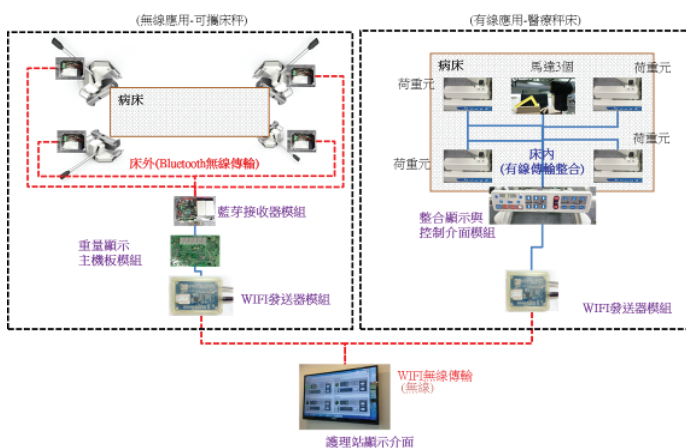 (無線應用-可攜床秤)
(有線應用-醫療秤床)
病床
馬達3個
荷重元
荷重元
病床
床外(Bluetooth無線傳輸)
荷重元
荷重元
床內
(有線傳輸整合)
藍芽接收器模組
整合顯示與
控制介面模組
重量顯示
主機板模組
WIFI發送器模組
WIFI發送器模組
WIFI無線傳輸
(無線)
護理站顯示介面